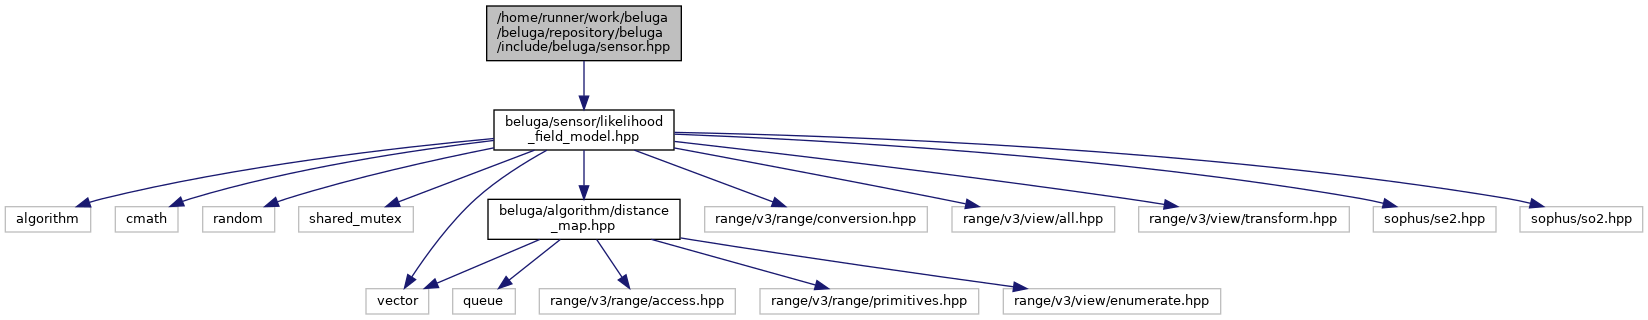 /home/runner/work/beluga
/beluga/repository/beluga
/include/beluga/sensor.hpp
beluga/sensor/likelihood
_field_model.hpp
algorithm
cmath
random
shared_mutex
beluga/algorithm/distance
_map.hpp
range/v3/range/conversion.hpp
range/v3/view/all.hpp
range/v3/view/transform.hpp
sophus/se2.hpp
sophus/so2.hpp
vector
queue
range/v3/range/access.hpp
range/v3/range/primitives.hpp
range/v3/view/enumerate.hpp